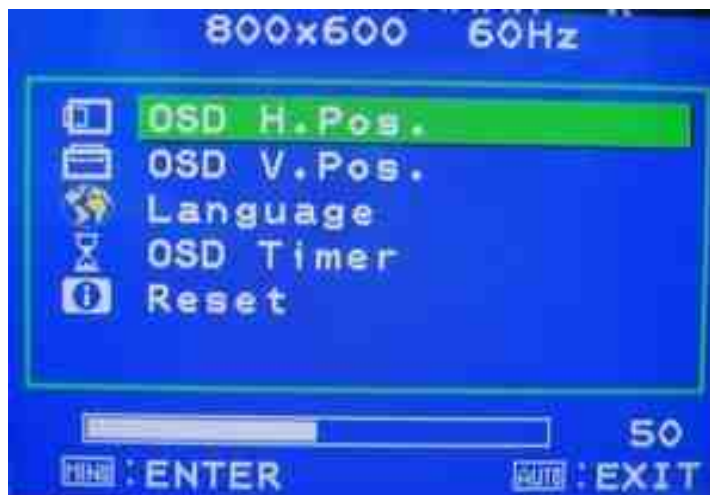 800x600 60Hz
OSD H.Pos.
OSD V.Pos.
Language
OSD Timer
Reset
50
MENU :ENTER AUTO :EXIT